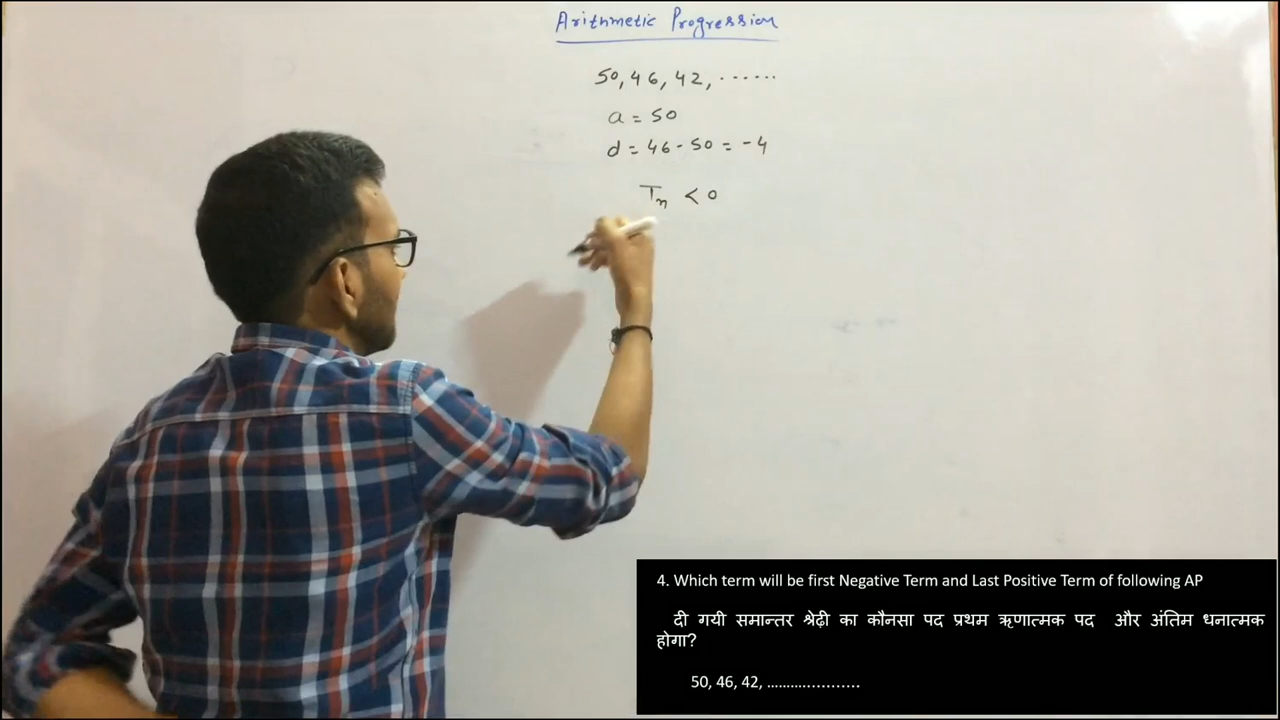 Arithmetic Progression
50, 46, 42, ......
a = 50
d = 46 - 50 = -4
Tn < 0
4. Which term will be first Negative Term and Last Positive Term of following AP
दी गयी समान्तर श्रेढ़ी का कौनसा पद प्रथम ऋणात्मक पद और अंतिम धनात्मक
होगा?
50, 46, 42, ......................